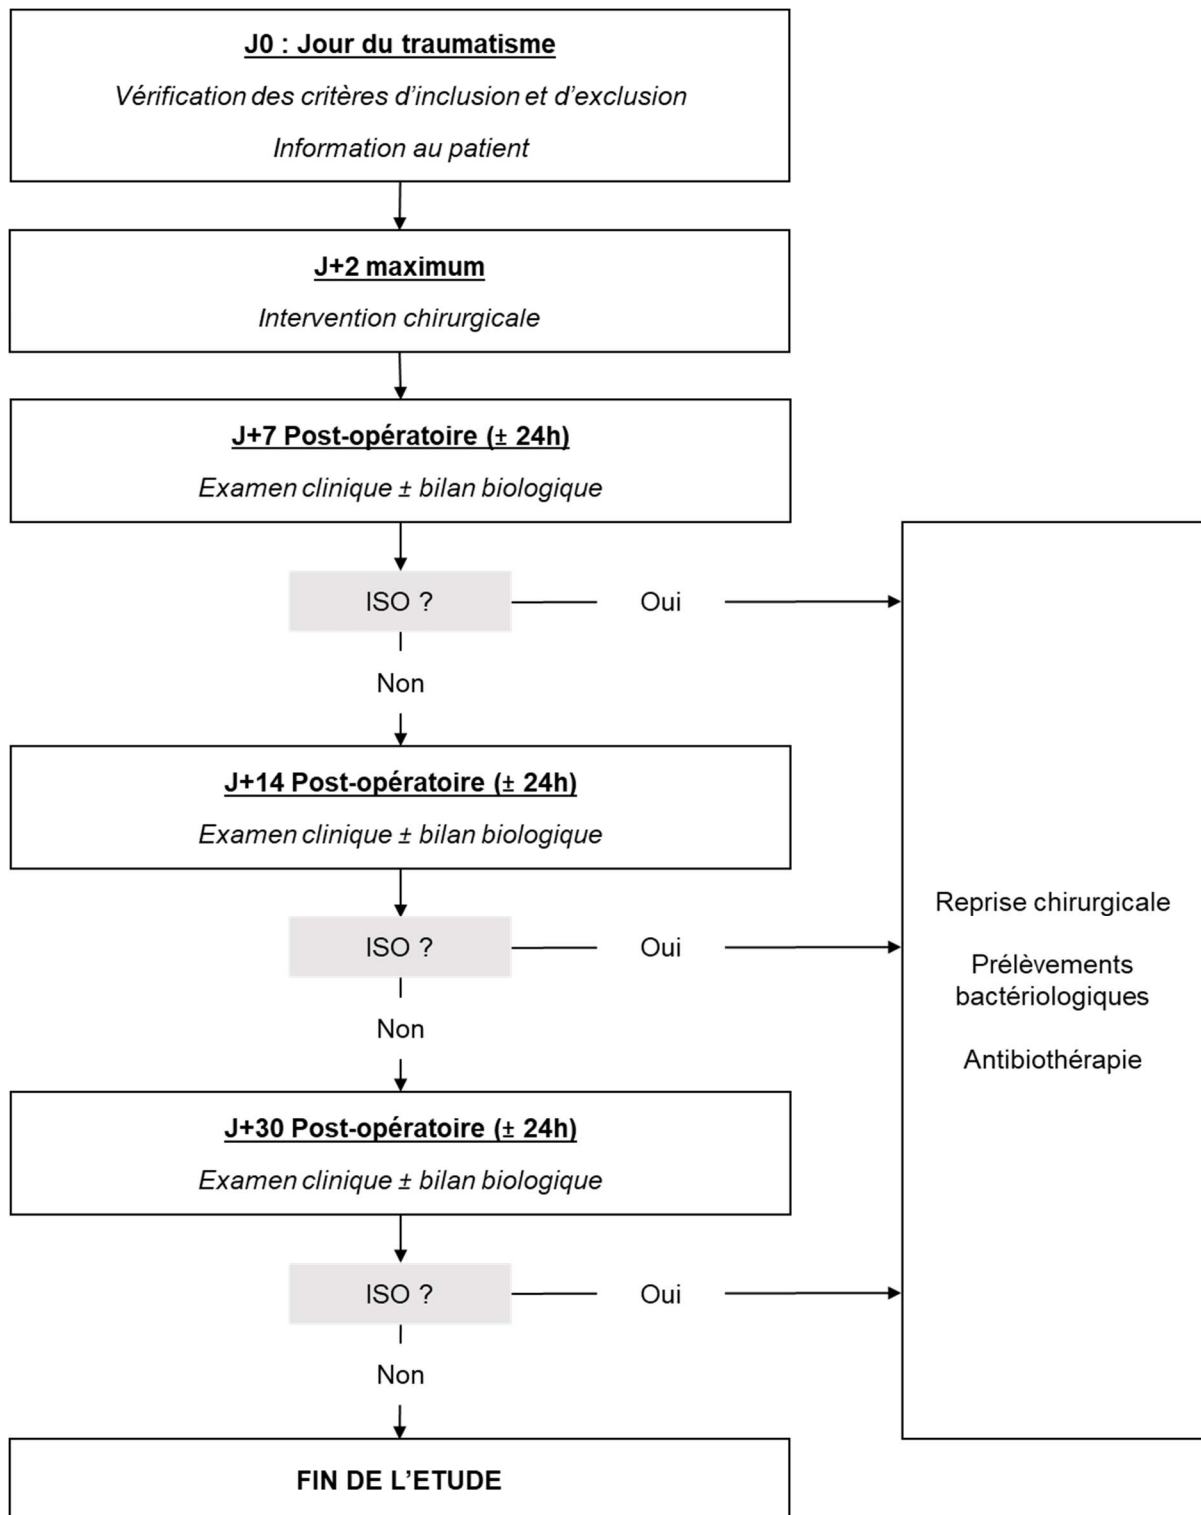 J0 : Jour du traumatisme
Vérification des critères d'inclusion et d'exclusion
Information au patient
J+2 maximum
Intervention chirurgicale
J+7 Post-opératoire (± 24h)
Examen clinique ± bilan biologique
ISO ?
Oui
Non
J+14 Post-opératoire (± 24h)
Examen clinique ± bilan biologique
ISO ?
Oui
Non
J+30 Post-opératoire (± 24h)
Examen clinique ± bilan biologique
ISO ?
Oui
Non
FIN DE L'ETUDE
Reprise chirurgicale
Prélèvements
bactériologiques
Antibiothérapie